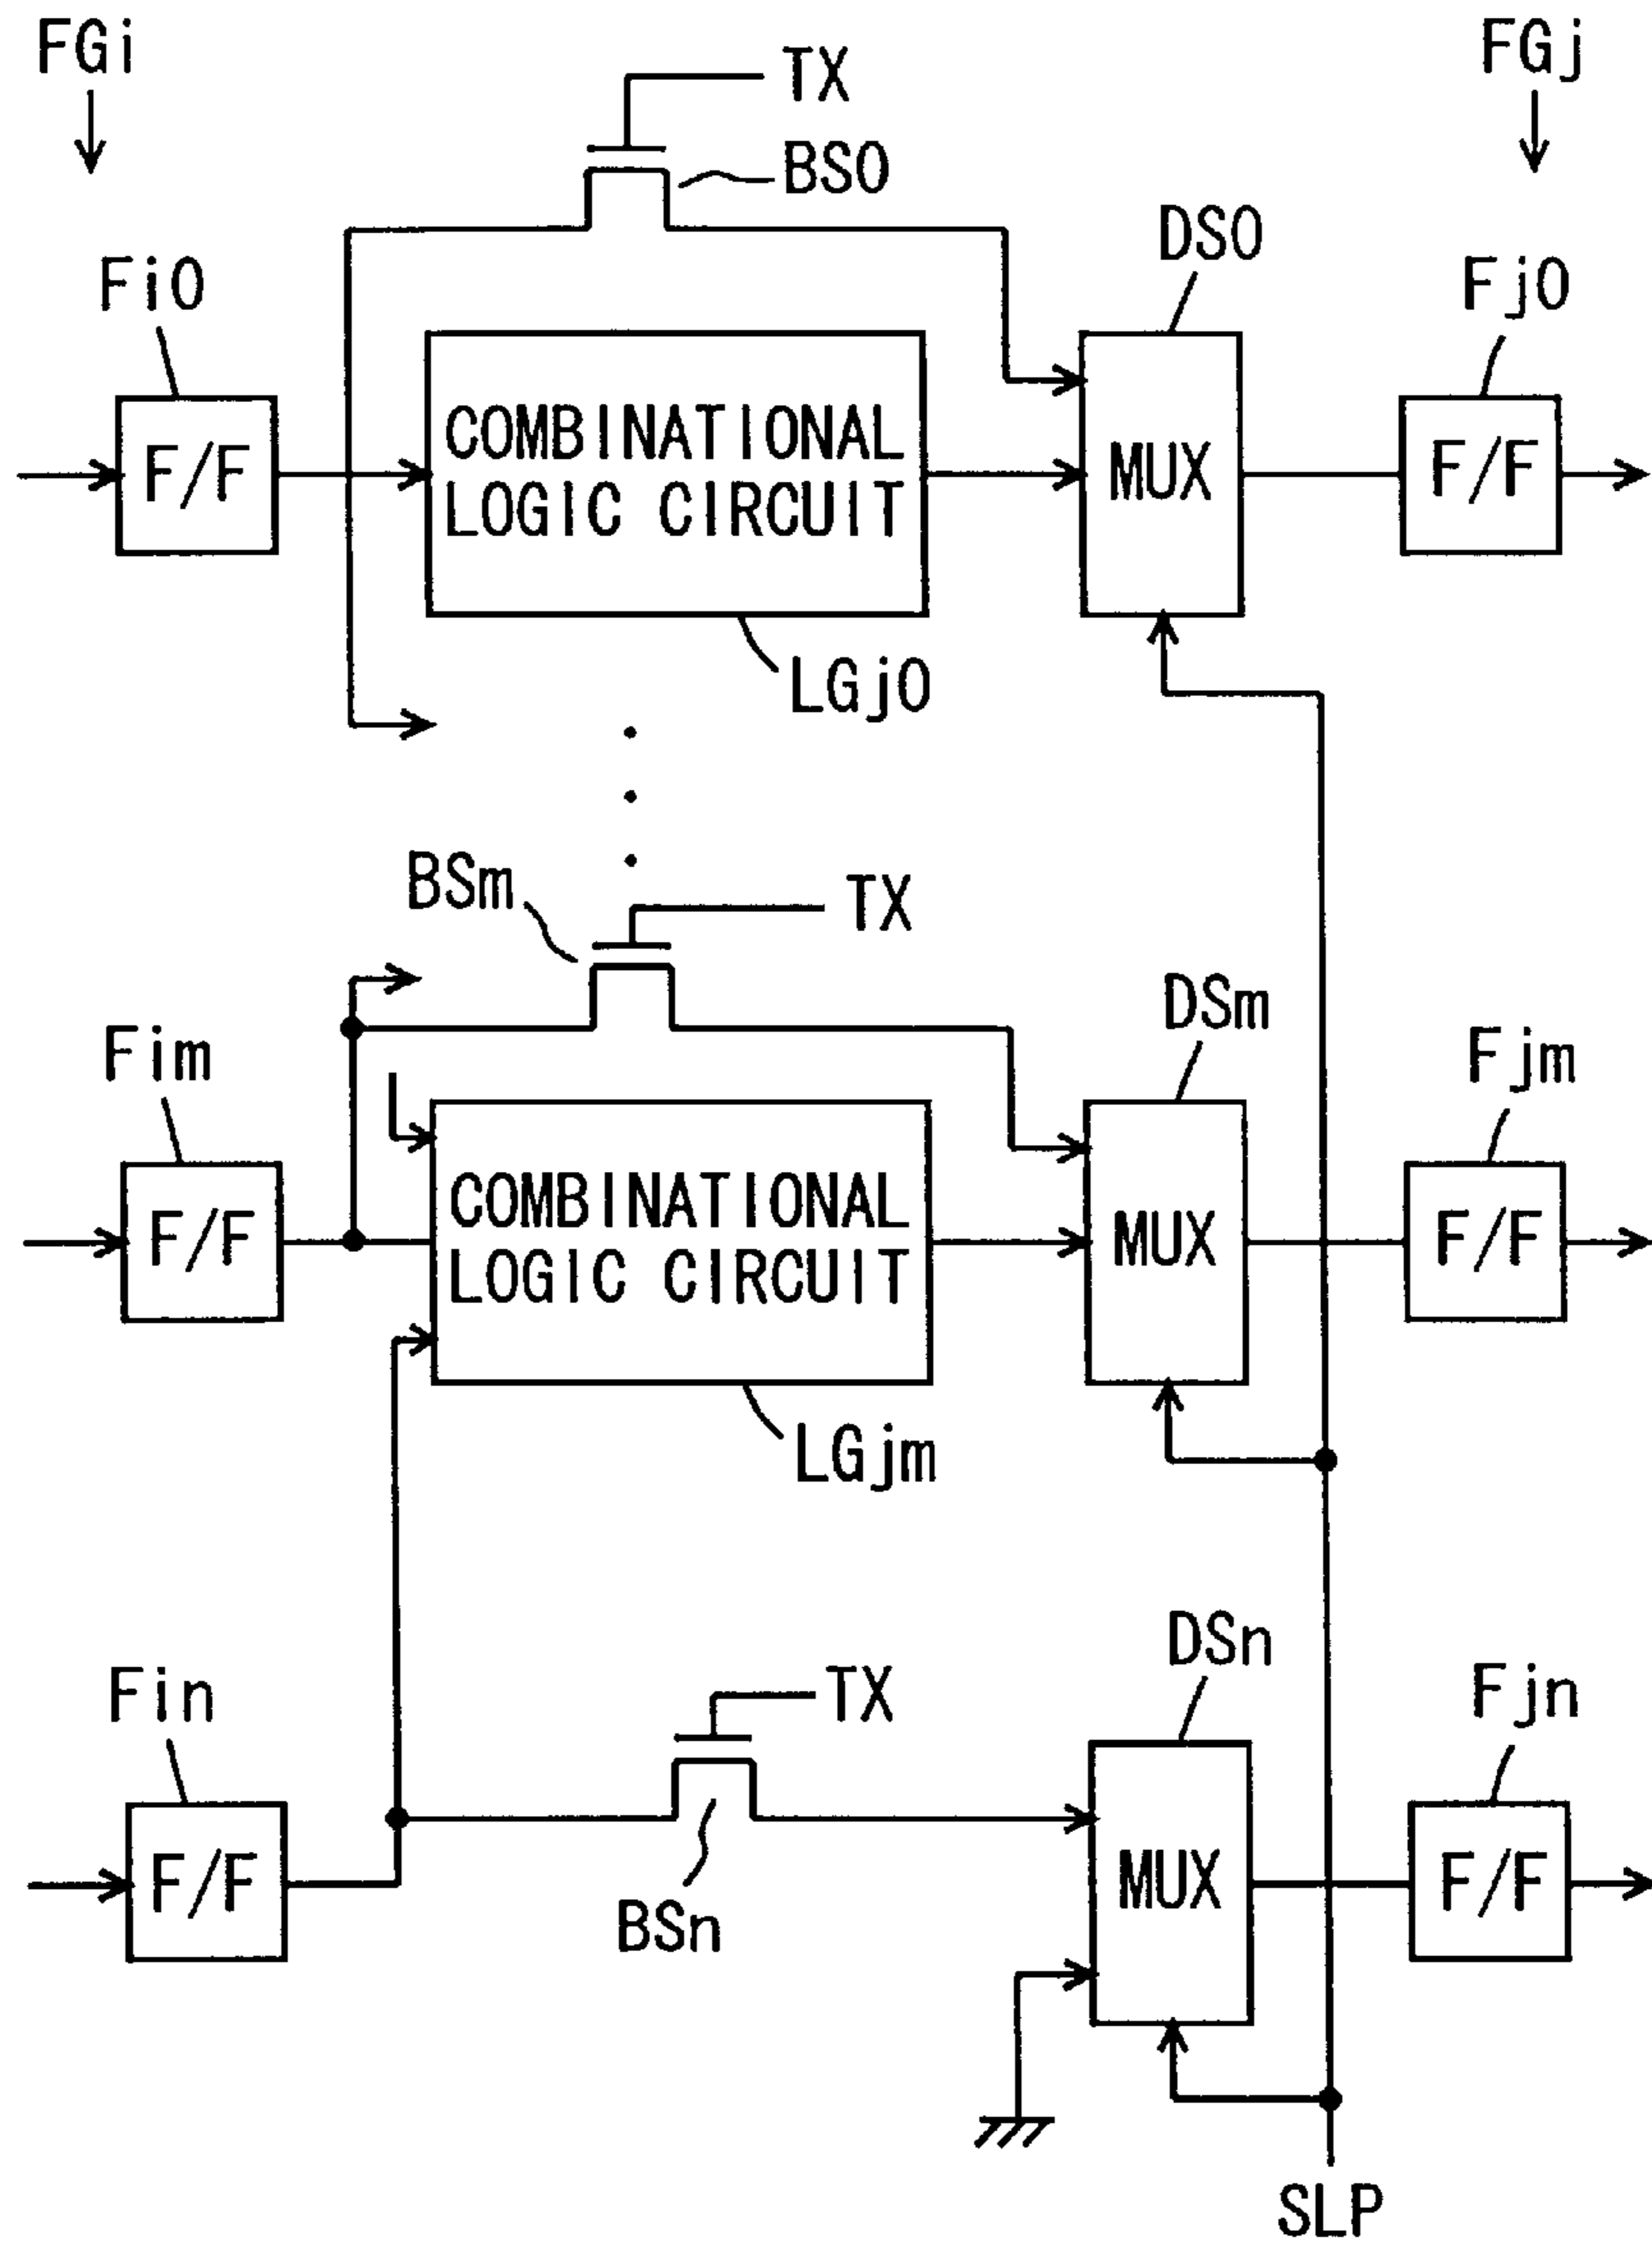 FGi
FGj
TX
BS0
DS0
Fi0
Fj0
F/F
COMBINATIONAL
LOGIC CIRCUIT
MUX
F/F
LGj0
BSm
TX
DSm
Fim
Fjm
F/F
COMBINATIONAL
LOGIC CIRCUIT
MUX
F/F
LGjm
DSn
Fin
TX
Fjn
F/F
MUX
F/F
BSn
SLP